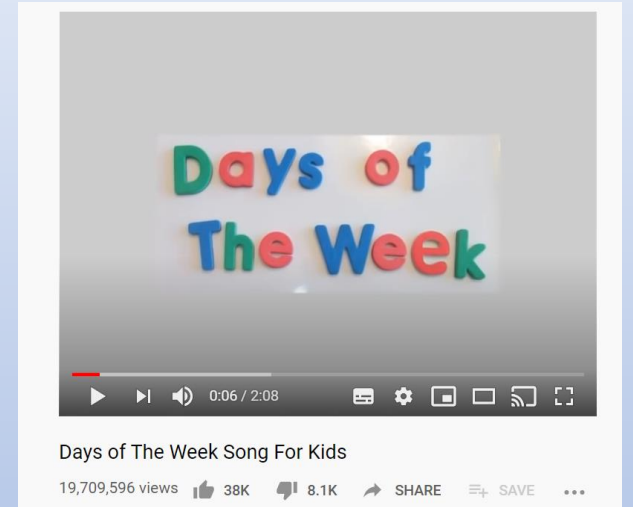 Days of
The Week
0:06 / 2:08
Days of The Week Song For Kids
19,709,596 views 38K 8.1K SHARE SAVE